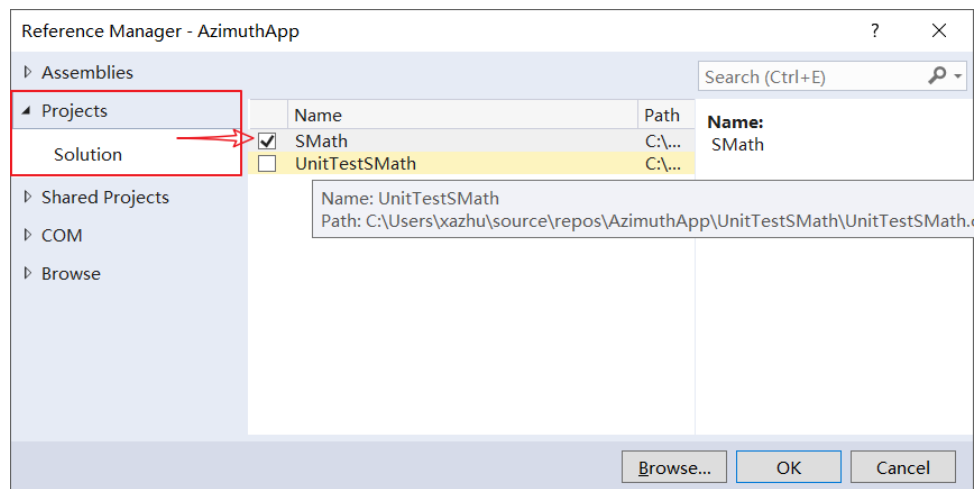 Reference Manager - AzimuthApp
?
Assemblies
Search (Ctrl+E)
Projects
Solution
Shared Projects
COM
Browse
Name Path
SMath C:\...
UnitTestSMath C:\...
Name: UnitTestSMath
Path: C:\Users\xazhu\source\repos\AzimuthApp\UnitTestSMath\UnitTestSMath.
Name:
SMath
Browse... OK Cancel